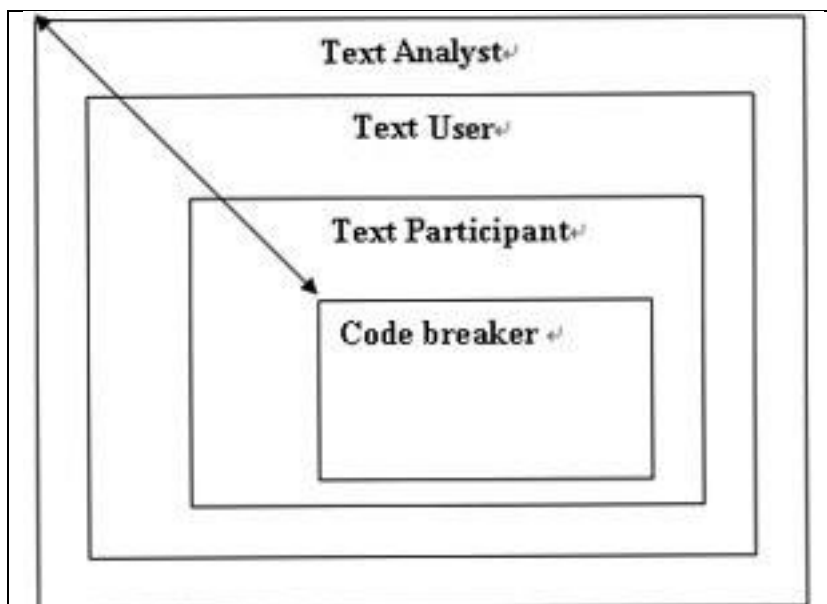 Text Analyst↵
Text User↵
Text Participant↵
Code breaker ↵